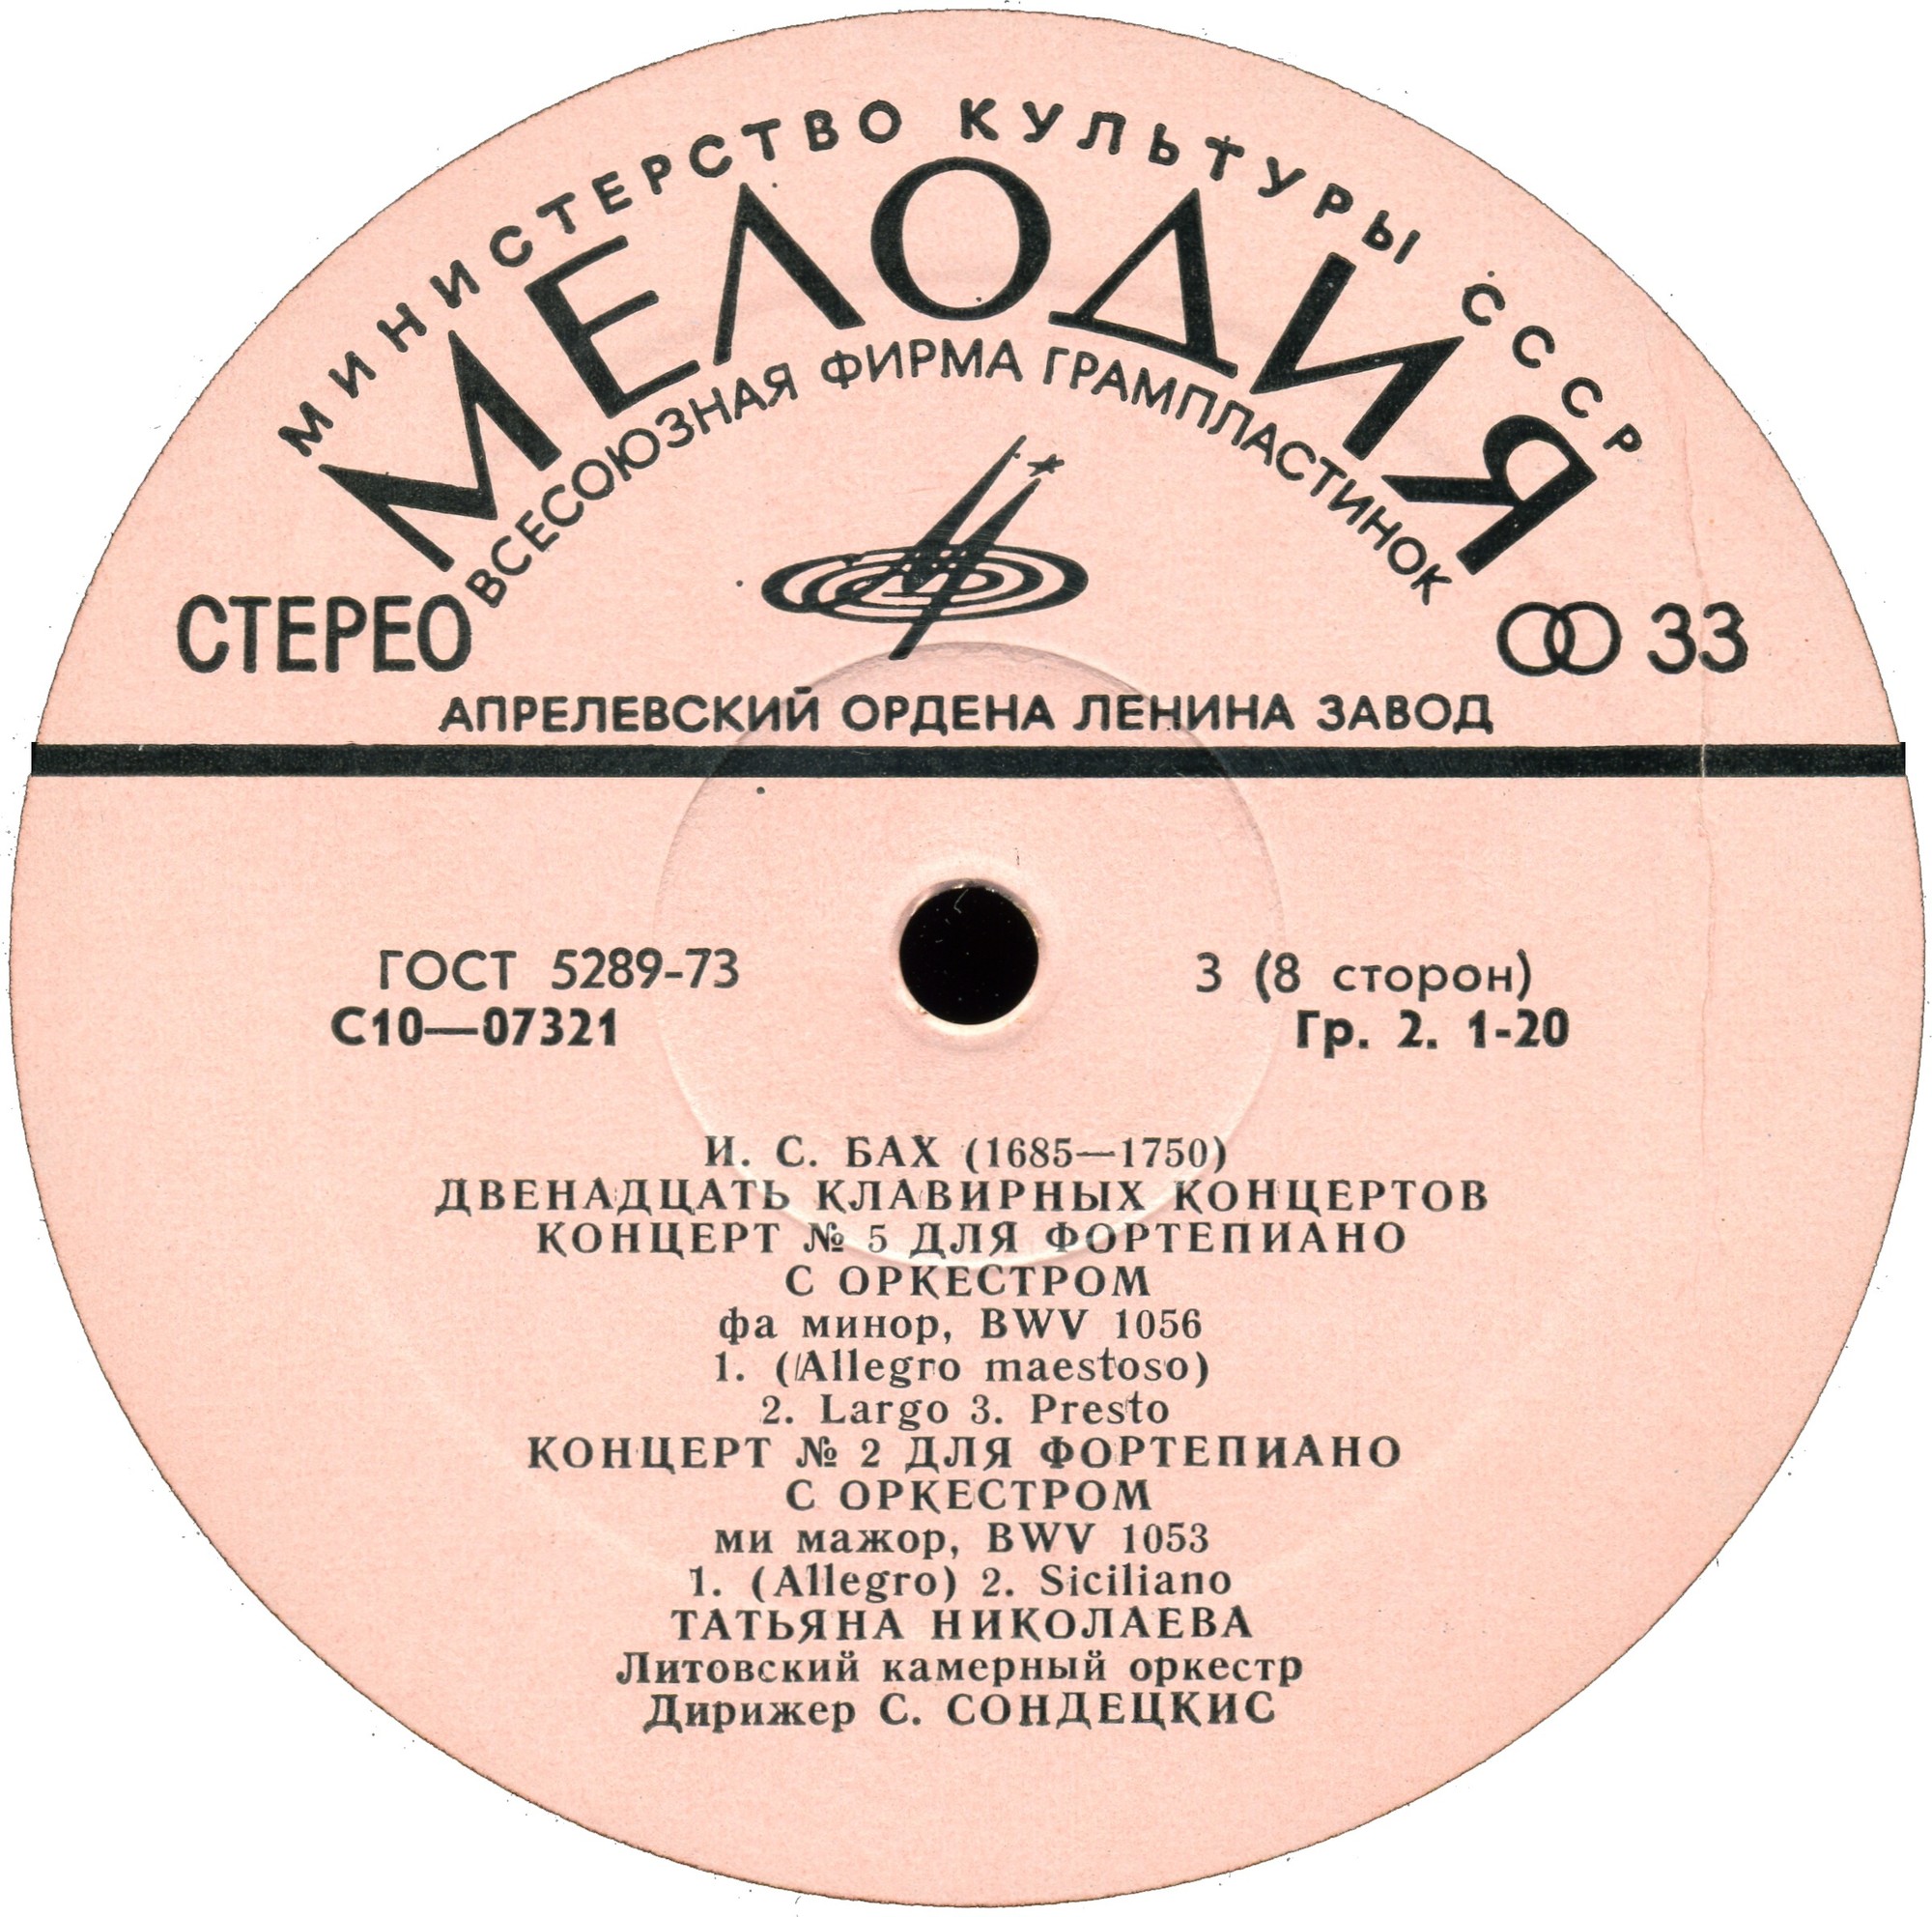 МИНИСТЕРСТВО КУЛЬТУРЫ СССР
МЕЛОДИЯ
ВСЕСОЮЗНАЯ ФИРМА ГРАМПЛАСТИНОК
СТЕРЕО
33
АПРЕЛЕВСКИЙ ОРДЕНА ЛЕНИНА ЗАВОД
ГОСТ 5289-73
С10—07321
3 (8 сторон)
Гр. 2. 1-20
И. С. БАХ (1685—1750)
ДВЕНАДЦАТЬ КЛАВИРНЫХ КОНЦЕРТОВ
КОНЦЕРТ № 5 ДЛЯ ФОРТЕПИАНО
С ОРКЕСТРОМ
фа минор, BWV 1056
1. (Allegro maestoso)
2. Largo 3. Presto
КОНЦЕРТ № 2 ДЛЯ ФОРТЕПИАНО
С ОРКЕСТРОМ
ми мажор, BWV 1053
1. (Allegro) 2. Siciliano
ТАТЬЯНА НИКОЛАЕВА
Литовский камерный оркестр
Дирижер С. СОНДЕЦКИС